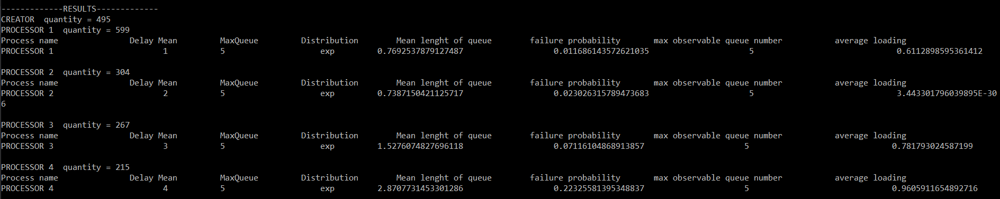 -------------RESULTS-------------
CREATOR  quantity = 495
PROCESSOR 1  quantity = 599
Process name               Delay Mean         MaxQueue         Distribution        Mean lenght of queue        failure probability       max observable queue number           average loading
PROCESSOR 1                       1           5                    exp         0.7692537879127487                   0.011686143572621035                     5                              0.6112898595361412
PROCESSOR 2  quantity = 304
Process name               Delay Mean         MaxQueue         Distribution        Mean lenght of queue        failure probability       max observable queue number           average loading
PROCESSOR 2                       2           5                    exp         0.7387150421125717                   0.023026315789473683                     5                              3.443301796039895E-30
6
PROCESSOR 3  quantity = 267
Process name               Delay Mean         MaxQueue         Distribution        Mean lenght of queue        failure probability       max observable queue number           average loading
PROCESSOR 3                       3           5                    exp         1.5276074827696118                   0.07116104868913857                     5                              0.781793024587199
PROCESSOR 4  quantity = 215
Process name               Delay Mean         MaxQueue         Distribution        Mean lenght of queue        failure probability       max observable queue number           average loading
PROCESSOR 4                       4           5                    exp         2.8707731453301286                   0.22325581395348837                     5                              0.9605911654892716